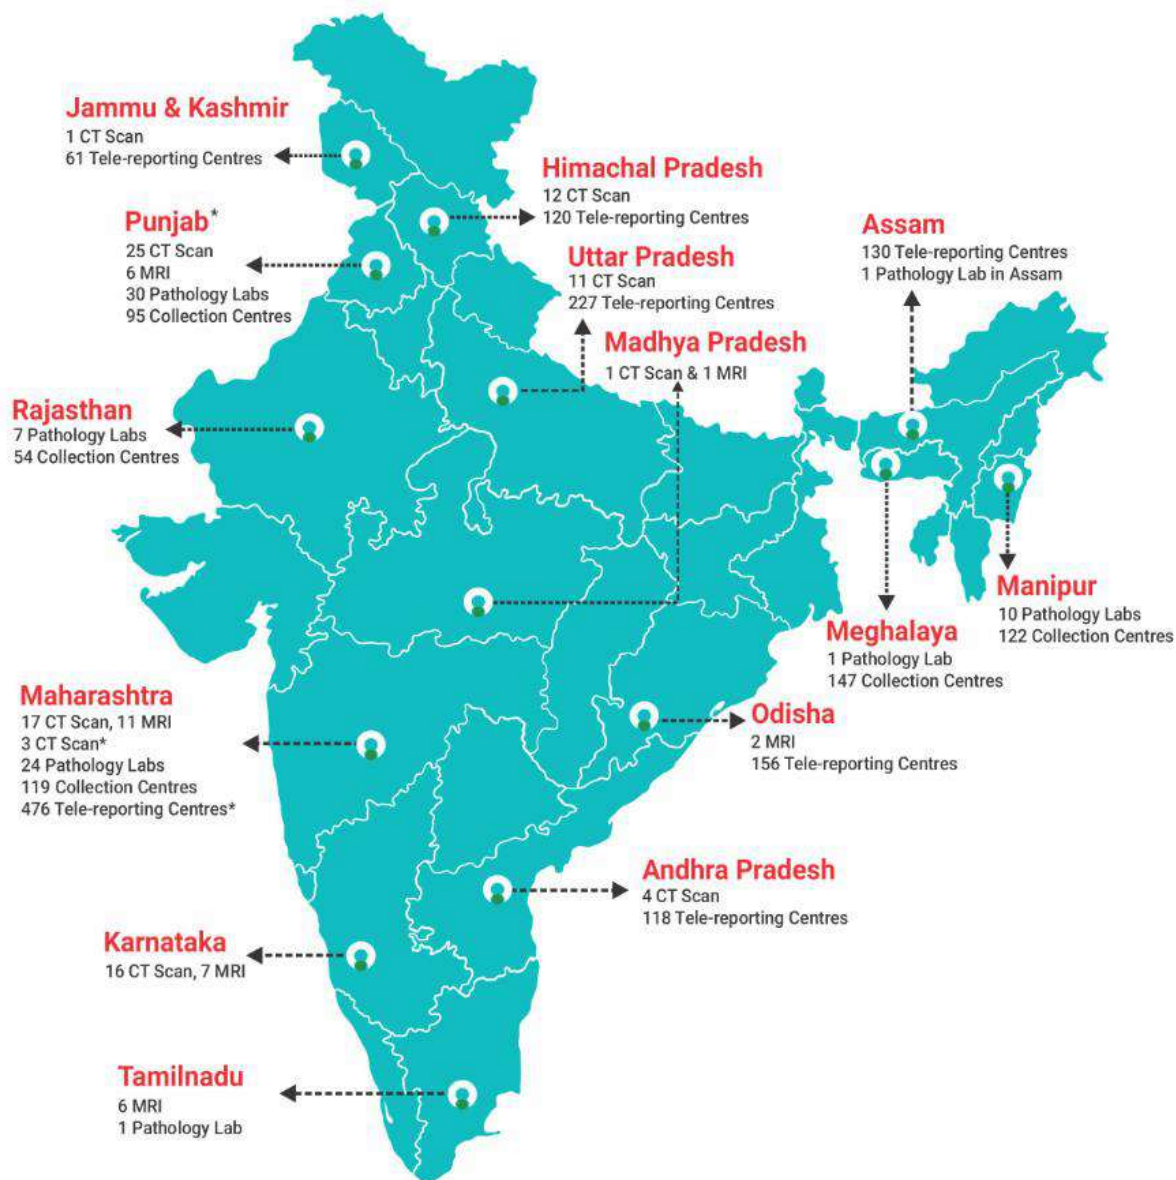 Jammu & Kashmir
1 CT Scan
61 Tele-reporting Centres
Himachal Pradesh
12 CT Scan
120 Tele-reporting Centres
Punjab*
25 CT Scan
6 MRI
30 Pathology Labs
95 Collection Centres
Uttar Pradesh
11 CT Scan
227 Tele-reporting Centres
Assam
130 Tele-reporting Centres
1 Pathology Lab in Assam
Madhya Pradesh
1 CT Scan & 1 MRI
Rajasthan
7 Pathology Labs
54 Collection Centres
Manipur
10 Pathology Labs
122 Collection Centres
Meghalaya
1 Pathology Lab
147 Collection Centres
Maharashtra
17 CT Scan, 11 MRI
3 CT Scan*
24 Pathology Labs
119 Collection Centres
476 Tele-reporting Centres*
Odisha
2 MRI
156 Tele-reporting Centres
Andhra Pradesh
4 CT Scan
118 Tele-reporting Centres
Karnataka
16 CT Scan, 7 MRI
Tamilnadu
6 MRI
1 Pathology Lab